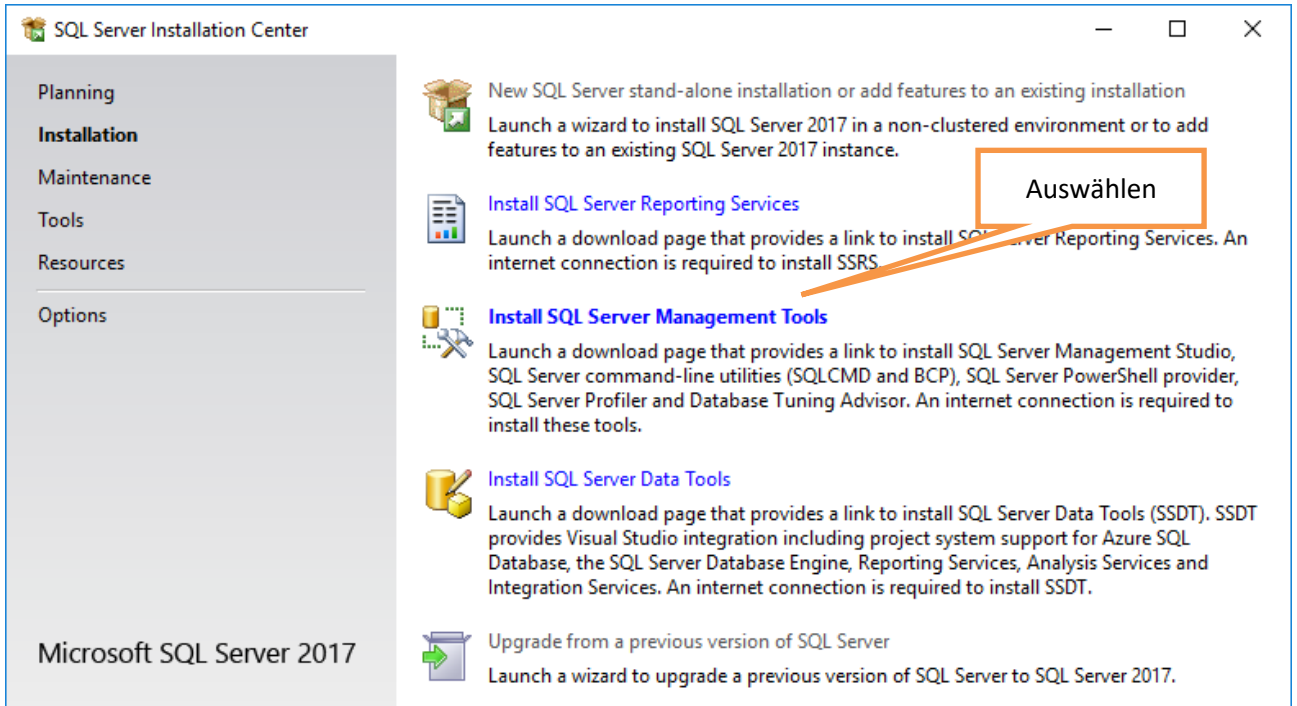 SQL Server Installation Center
Planning
Installation
Maintenance
Tools
Resources
Options
Microsoft SQL Server 2017
New SQL Server stand-alone installation or add features to an existing installation
Launch a wizard to install SQL Server 2017 in a non-clustered environment or to add
features to an existing SQL Server 2017 instance.
Auswählen
Install SQL Server Reporting Services
Launch a download page that provides a link to install SQL Server Reporting Services. An
internet connection is required to install SSRS.
Install SQL Server Management Tools
Launch a download page that provides a link to install SQL Server Management Studio,
SQL Server command-line utilities (SQLCMD and BCP), SQL Server PowerShell provider,
SQL Server Profiler and Database Tuning Advisor. An internet connection is required to
install these tools.
Install SQL Server Data Tools
Launch a download page that provides a link to install SQL Server Data Tools (SSDT). SSDT
provides Visual Studio integration including project system support for Azure SQL
Database, the SQL Server Database Engine, Reporting Services, Analysis Services and
Integration Services. An internet connection is required to install SSDT.
Upgrade from a previous version of SQL Server
Launch a wizard to upgrade a previous version of SQL Server to SQL Server 2017.